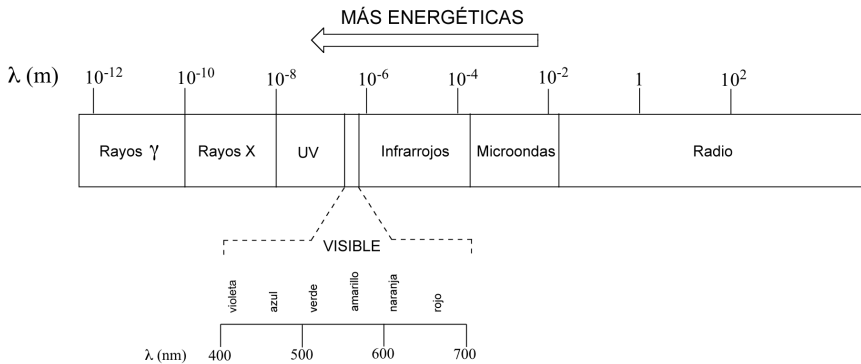 MÁS ENERGÉTICAS
λ (m) 10⁻¹² 10⁻¹⁰ 10⁻⁸ 10⁻⁶ 10⁻⁴ 10⁻² 1 10²
Rayos γ Rayos X UV Infrarrojos Microondas Radio
VISIBLE
violeta azul verde amarillo naranja rojo
λ (nm) 400 500 600 700